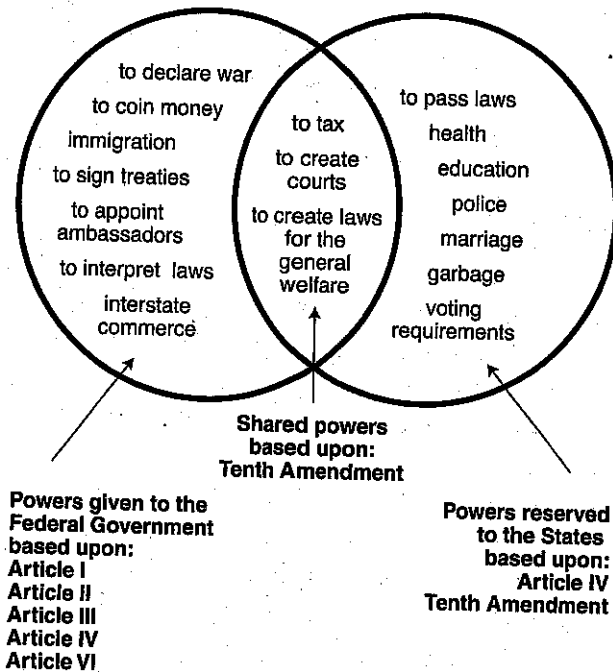 to declare war
to coin money
immigration
to sign treaties
to appoint
ambassadors
to interpret laws
interstate
commerce
to tax
to create
courts
to create laws
for the
general
welfare
to pass laws
health
education
police
marriage
garbage
voting
requirements
Shared powers
based upon:
Tenth Amendment
Powers given to the
Federal Government
based upon:
Article I
Article II
Article III
Article IV
Article VI
Powers reserved
to the States
based upon:
Article IV
Tenth Amendment